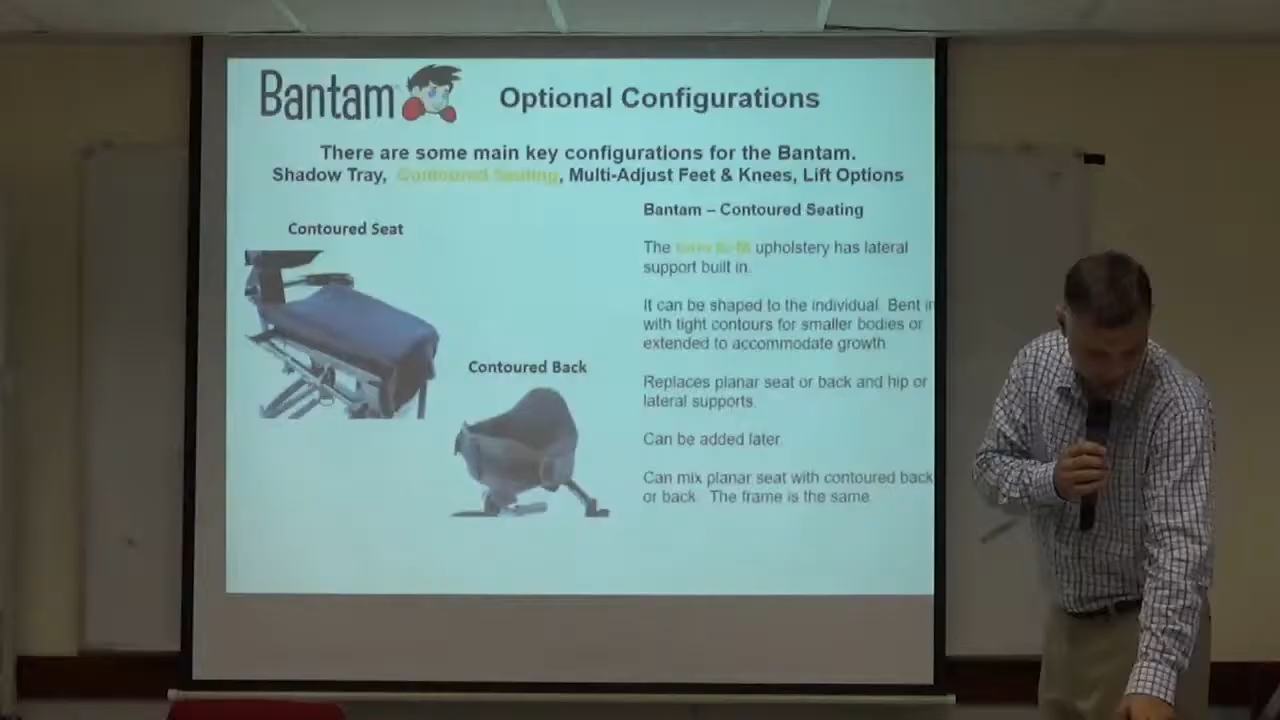 Bantam
Optional Configurations
There are some main key configurations for the Bantam.
Shadow Tray, Contoured Seating, Multi-Adjust Feet & Knees, Lift Options
Bantam – Contoured Seating
Contoured Seat
The upholstery has lateral
support built in.
It can be shaped to the individual. Bent in
with tight contours for smaller bodies or
extended to accommodate growth
Contoured Back
Replaces planar seat or back and hip or
lateral supports.
Can be added later.
Can mix planar seat with contoured back
or back. The frame is the same.